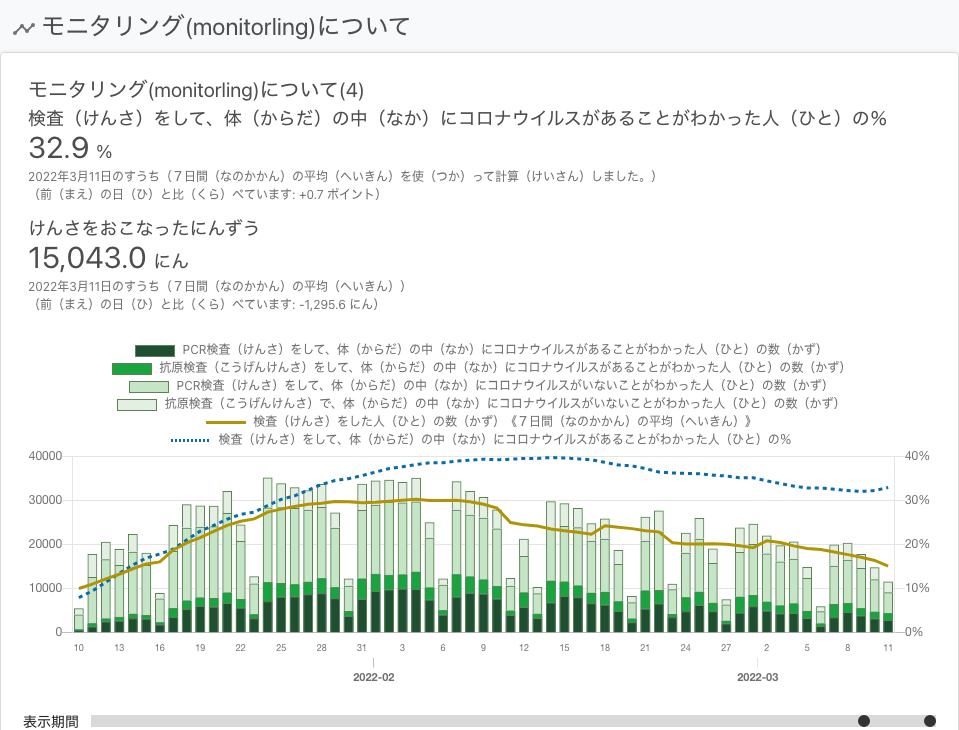 モニタリング(monitorling)について
モニタリング(monitorling)について(4)
検査（けんさ）をして、体（からだ）の中（なか）にコロナウイルスがあることがわかった人（ひと）の%
32.9 %
2022年3月11日のすうち（７日間（なのかかん）の平均（へいきん）を使（つか）って計算（けいさん）しました。）
（前（まえ）の日（ひ）と比（くら）べています: +0.7 ポイント）
けんさをおこなったにんずう
15,043.0 にん
2022年3月11日のすうち（７日間（なのかかん）の平均（へいきん））
（前（まえ）の日（ひ）と比（くら）べています: -1,295.6 にん）
PCR検査（けんさ）をして、体（からだ）の中（なか）にコロナウイルスがあることがわかった人（ひと）の数（かず）
抗原検査（こうげんけんさ）をして、体（からだ）の中（なか）にコロナウイルスがあることがわかった人（ひと）の数（かず）
PCR検査（けんさ）をして、体（からだ）の中（なか）にコロナウイルスがいないことがわかった人（ひと）の数（かず）
抗原検査（こうげんけんさ）で、体（からだ）の中（なか）にコロナウイルスがいないことがわかった人（ひと）の数（かず）
検査（けんさ）をした人（ひと）の数（かず）《７日間（なのかかん）の平均（へいきん）》
検査（けんさ）をして、体（からだ）の中（なか）にコロナウイルスがあることがわかった人（ひと）の%
40000 40%
30000 30%
20000 20%
10000 10%
0 0%
10 13 16 19 22 25 28 31 3 6 9 12 15 18 21 24 27 2 5 8 11
2022-02 2022-03
表示期間